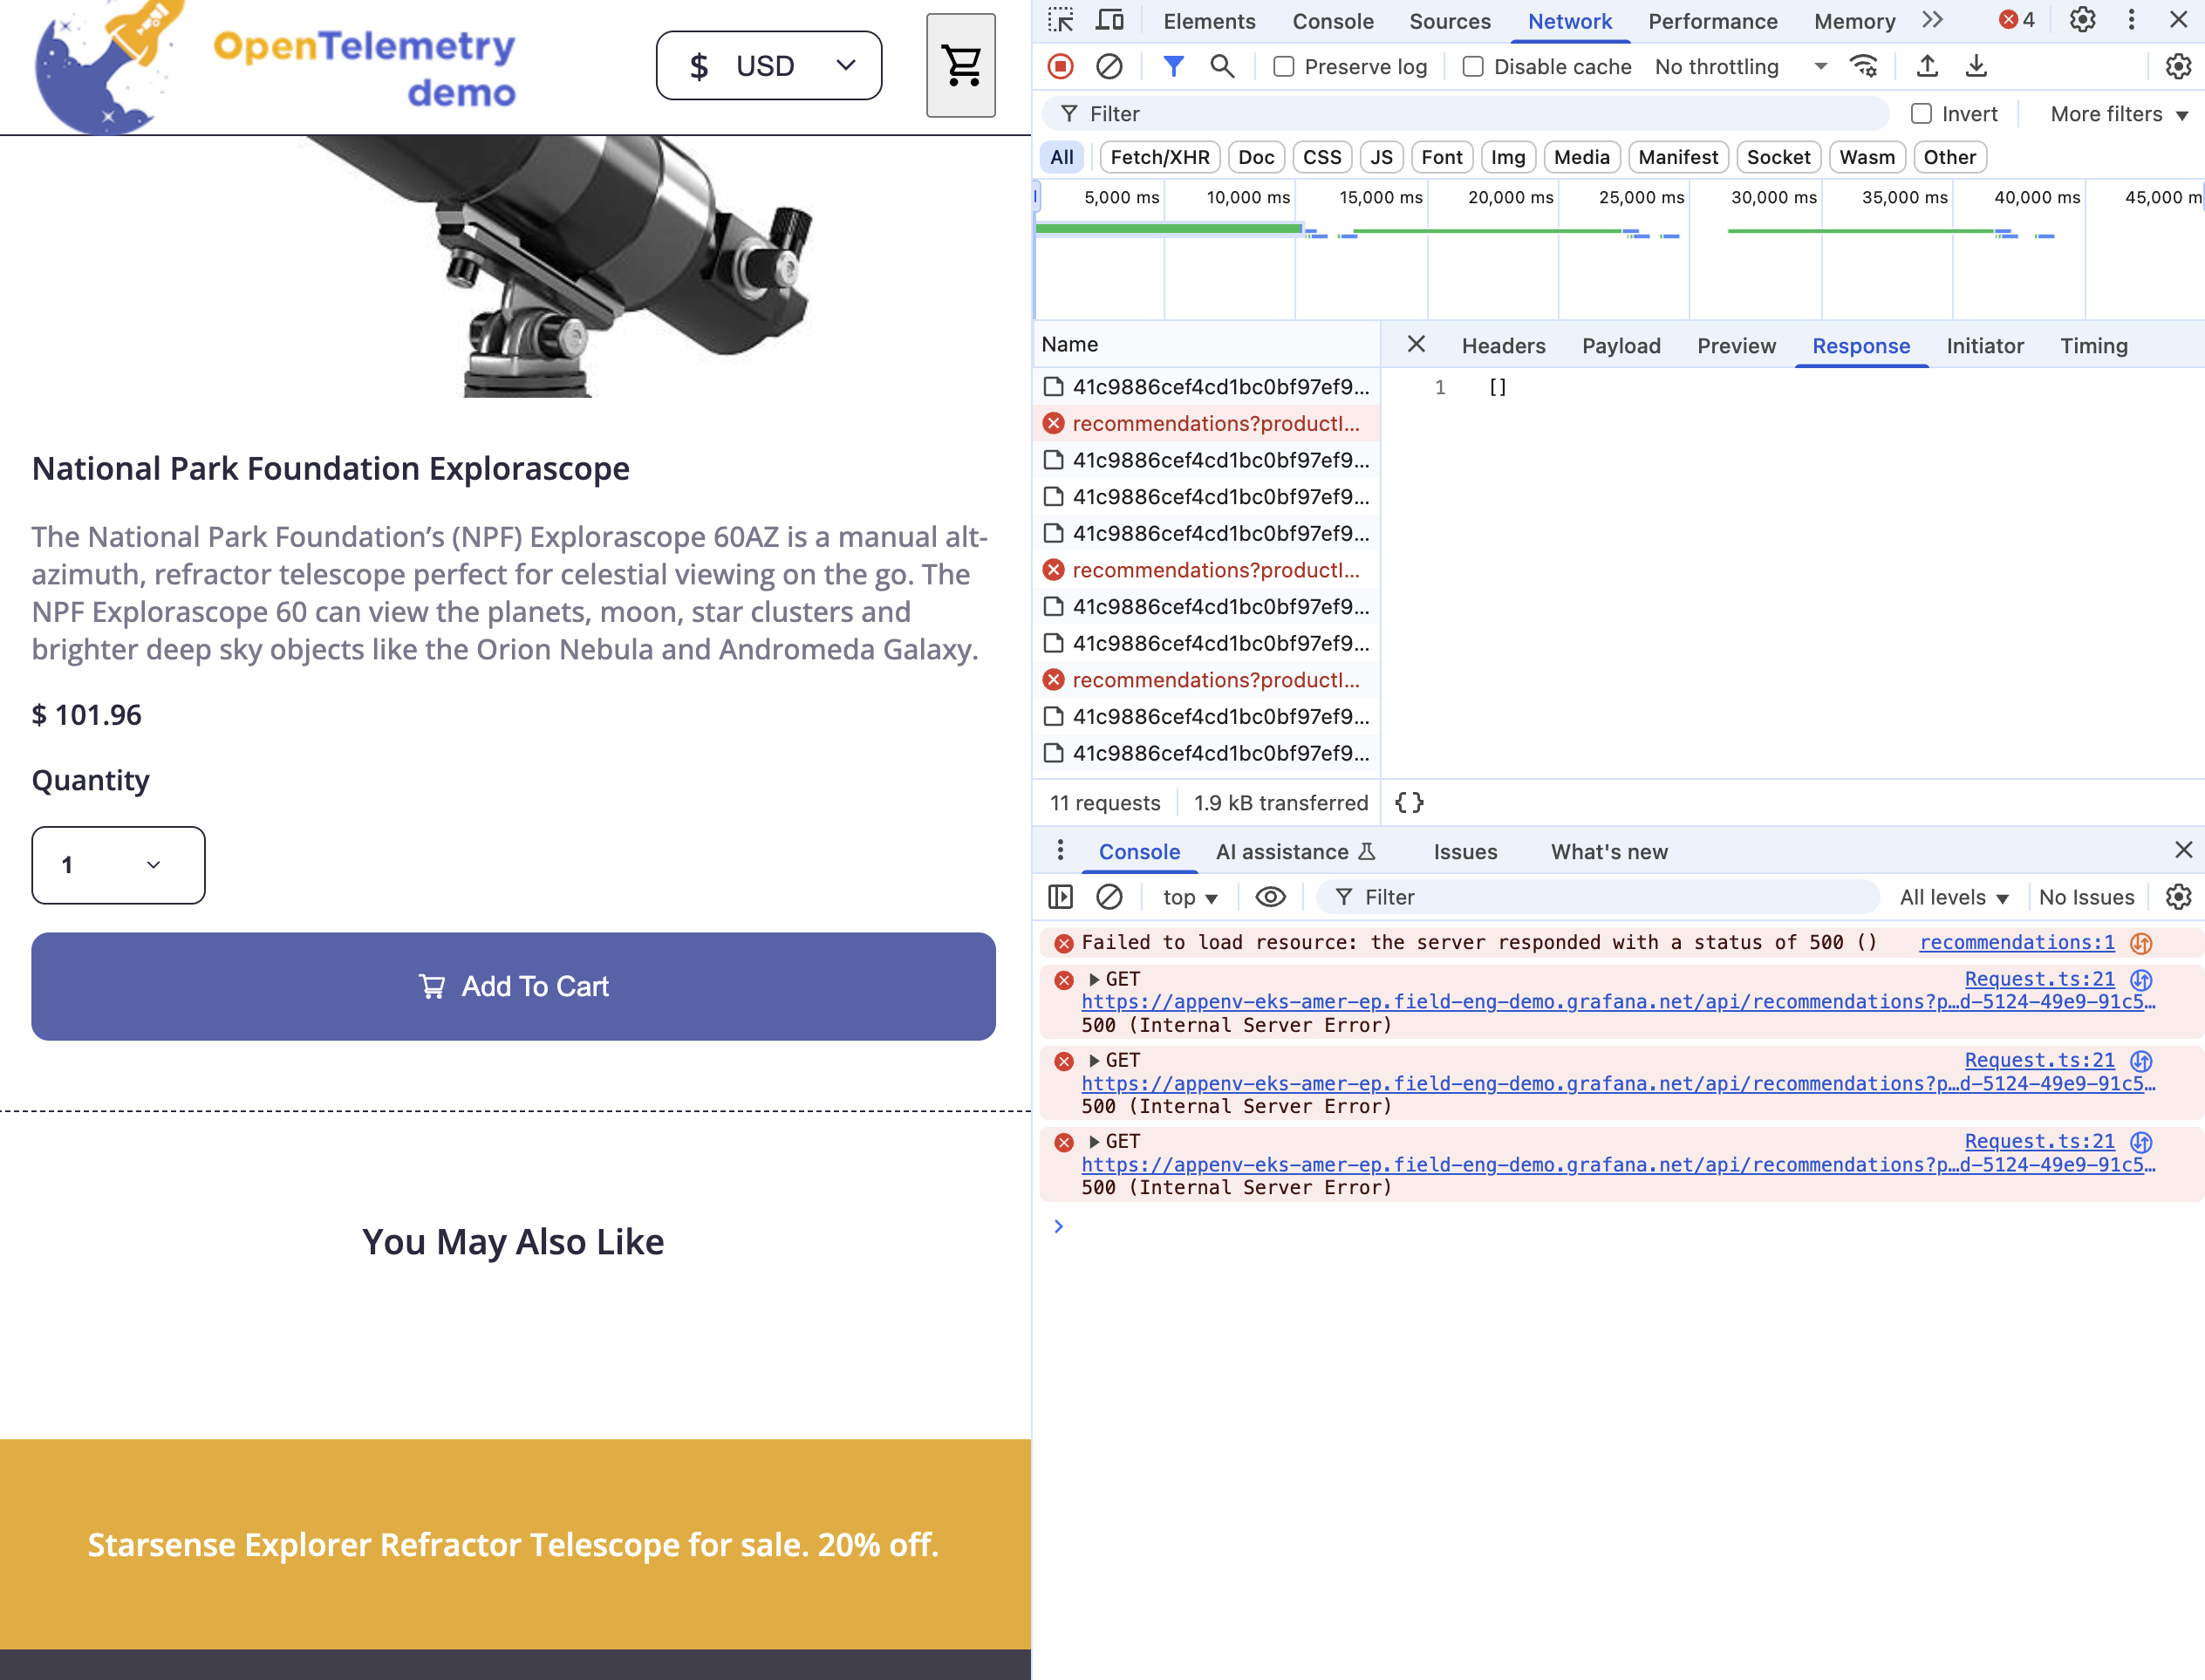 OpenTelemetry
demo
$ USD
National Park Foundation Explorascope
The National Park Foundation’s (NPF) Explorascope 60AZ is a manual alt-
azimuth, refractor telescope perfect for celestial viewing on the go. The
NPF Explorascope 60 can view the planets, moon, star clusters and
brighter deep sky objects like the Orion Nebula and Andromeda Galaxy.
$ 101.96
Quantity
1
Add To Cart
You May Also Like
Starsense Explorer Refractor Telescope for sale. 20% off.
Elements Console Sources Network Performance Memory 4
Preserve log Disable cache No throttling
Filter Invert More filters
All Fetch/XHR Doc CSS JS Font Img Media Manifest Socket Wasm Other
5,000 ms 10,000 ms 15,000 ms 20,000 ms 25,000 ms 30,000 ms 35,000 ms 40,000 ms 45,000 m
Name
41c9886cef4cd1bc0bf97ef9...
recommendations?productI...
41c9886cef4cd1bc0bf97ef9...
41c9886cef4cd1bc0bf97ef9...
41c9886cef4cd1bc0bf97ef9...
recommendations?productI...
41c9886cef4cd1bc0bf97ef9...
41c9886cef4cd1bc0bf97ef9...
recommendations?productI...
41c9886cef4cd1bc0bf97ef9...
41c9886cef4cd1bc0bf97ef9...
11 requests 1.9 kB transferred
Headers Payload Preview Response Initiator Timing
1 []
{ }
Console AI assistance Issues What's new
top Filter All levels No Issues
Failed to load resource: the server responded with a status of 500 () recommendations:1
GET Request.ts:21
https://appenv-eks-amer-ep.field-eng-demo.grafana.net/api/recommendations?p…d-5124-49e9-91c5…
500 (Internal Server Error)
GET Request.ts:21
https://appenv-eks-amer-ep.field-eng-demo.grafana.net/api/recommendations?p…d-5124-49e9-91c5…
500 (Internal Server Error)
GET Request.ts:21
https://appenv-eks-amer-ep.field-eng-demo.grafana.net/api/recommendations?p…d-5124-49e9-91c5…
500 (Internal Server Error)